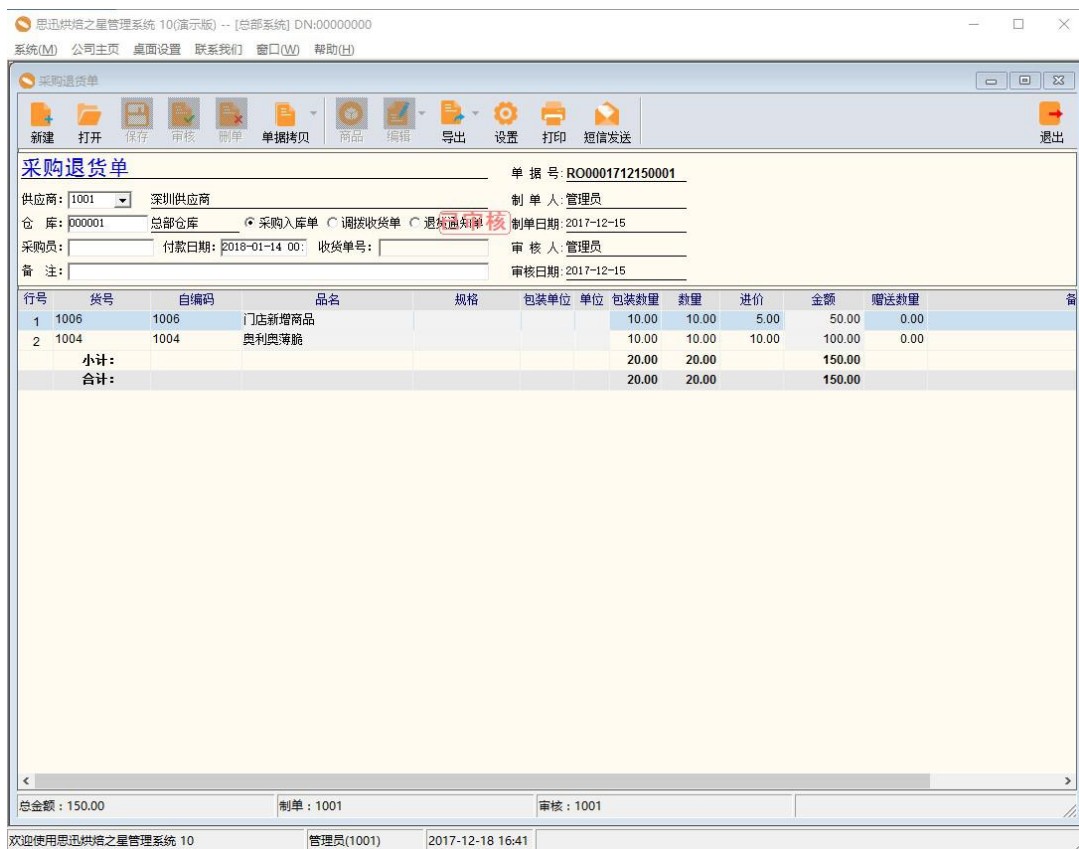 思迅烘焙之星管理系统 10(演示版) -- [总部系统] DN:00000000
系统(M) 公司主页 桌面设置 联系我们 窗口(W) 帮助(H)
采购退货单
新建 打开 保存 审核 删单 单据拷贝 商品 编辑 导出 设置 打印 短信发送 退出
采购退货单 单 据 号: RO0001712150001
供应商: 1001 深圳供应商 制 单 人: 管理员
仓 库: 000001 总部仓库 采购入库单 调拨收货单 退货通知单 已审核 制单日期: 2017-12-15
采购员: 付款日期: 2018-01-14 00: 收货单号: 审 核 人: 管理员
备 注: 审核日期: 2017-12-15
行号 货号 自编码 品名 规格 包装单位 单位 包装数量 数量 进价 金额 赠送数量 备
1 1006 1006 门店新增商品 10.00 10.00 5.00 50.00 0.00
2 1004 1004 奥利奥薄脆 10.00 10.00 10.00 100.00 0.00
小计: 20.00 20.00 150.00
合计: 20.00 20.00 150.00
总金额 : 150.00 制单 : 1001 审核 : 1001
欢迎使用思迅烘焙之星管理系统 10 管理员(1001) 2017-12-18 16:41